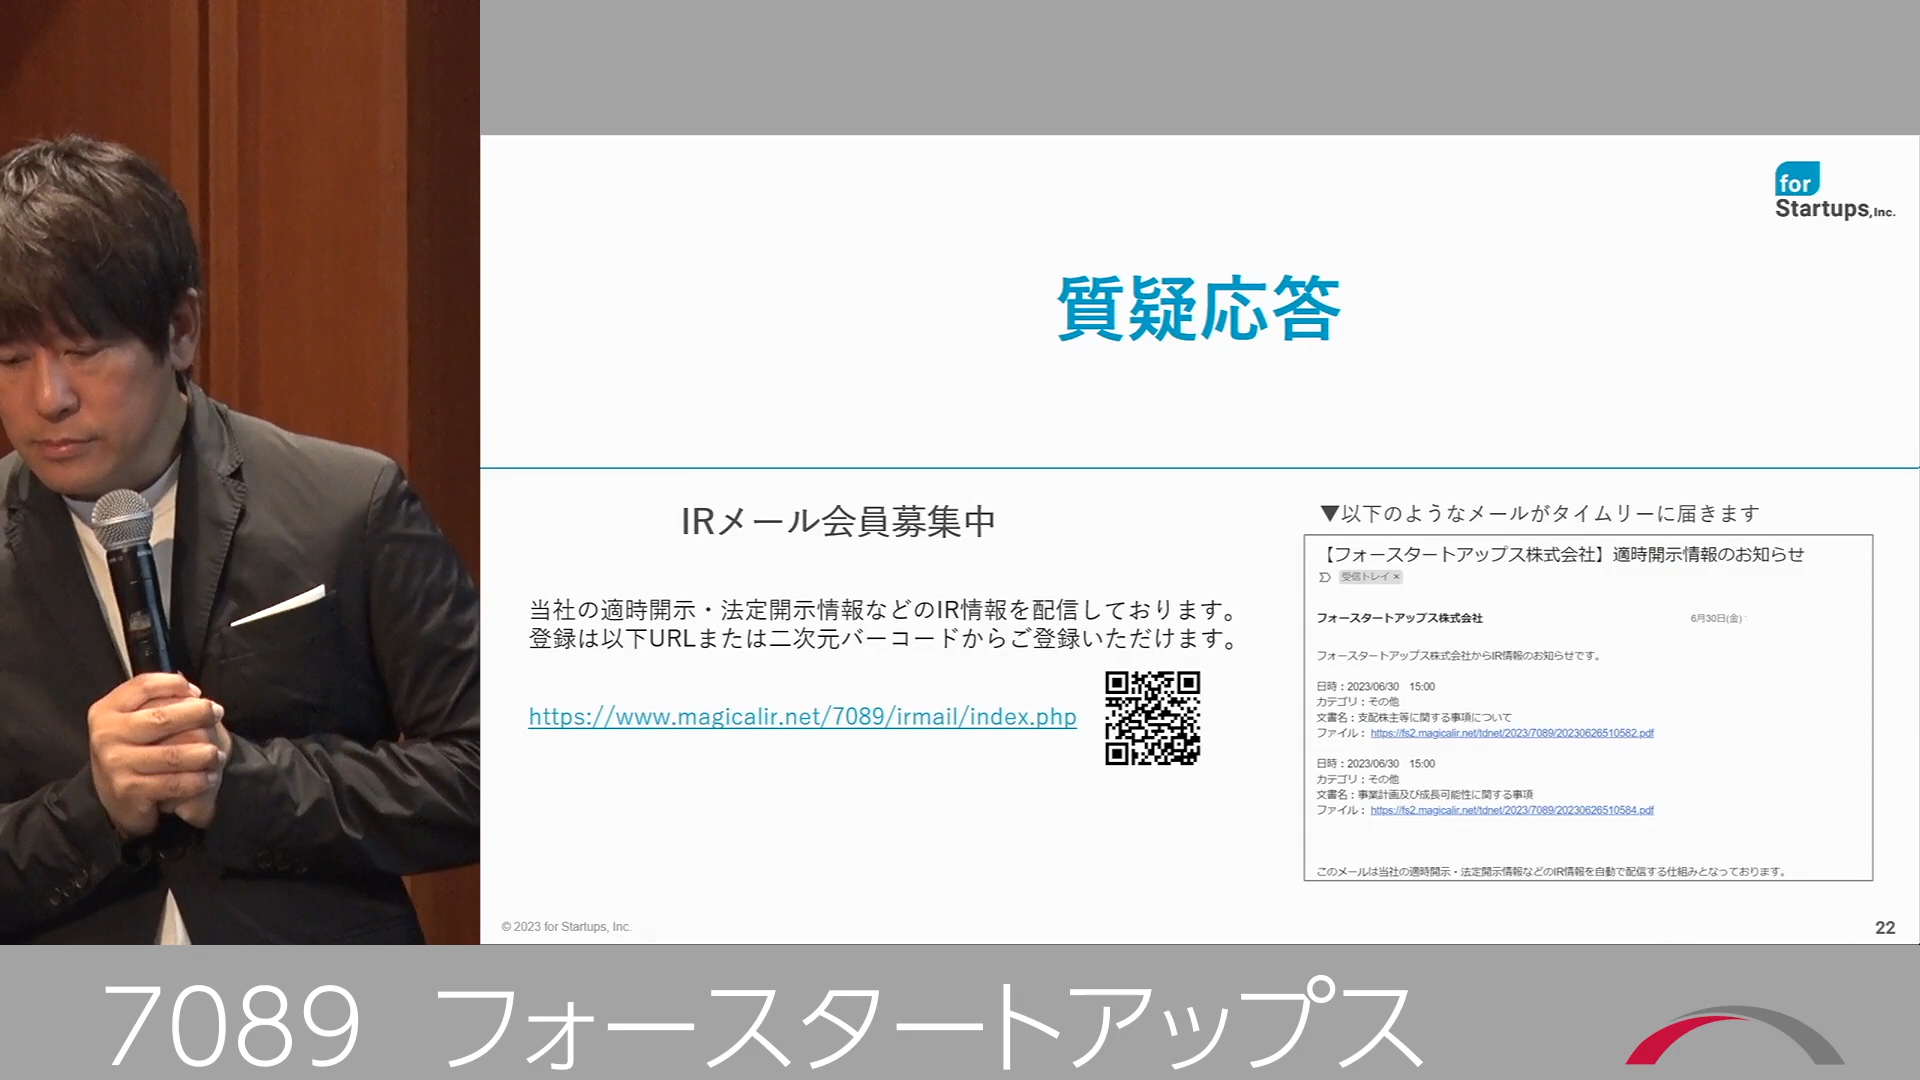 for
Startups,Inc.
質疑応答
IRメール会員募集中
当社の適時開示・法定開示情報などのIR情報を配信しております。
登録は以下URLまたは二次元バーコードからご登録いただけます。
https://www.magicalir.net/7089/irmail/index.php
▼以下のようなメールがタイムリーに届きます
【フォースタートアップス株式会社】適時開示情報のお知らせ
受信トレイ ×
フォースタートアップス株式会社 6月30日(金)
フォースタートアップス株式会社からIR情報のお知らせです。
日時：2023/06/30 15:00
カテゴリ：その他
文書名：支配株主等に関する事項について
ファイル： https://fs2.magicalir.net/tdnet/2023/7089/20230626510582.pdf
日時：2023/06/30 15:00
カテゴリ：その他
文書名：事業計画及び成長可能性に関する事項
ファイル： https://fs2.magicalir.net/tdnet/2023/7089/20230626510584.pdf
このメールは当社の適時開示・法定開示情報などのIR情報を自動で配信する仕組みとなっております。
© 2023 for Startups, Inc.
22
7089 フォースタートアップス